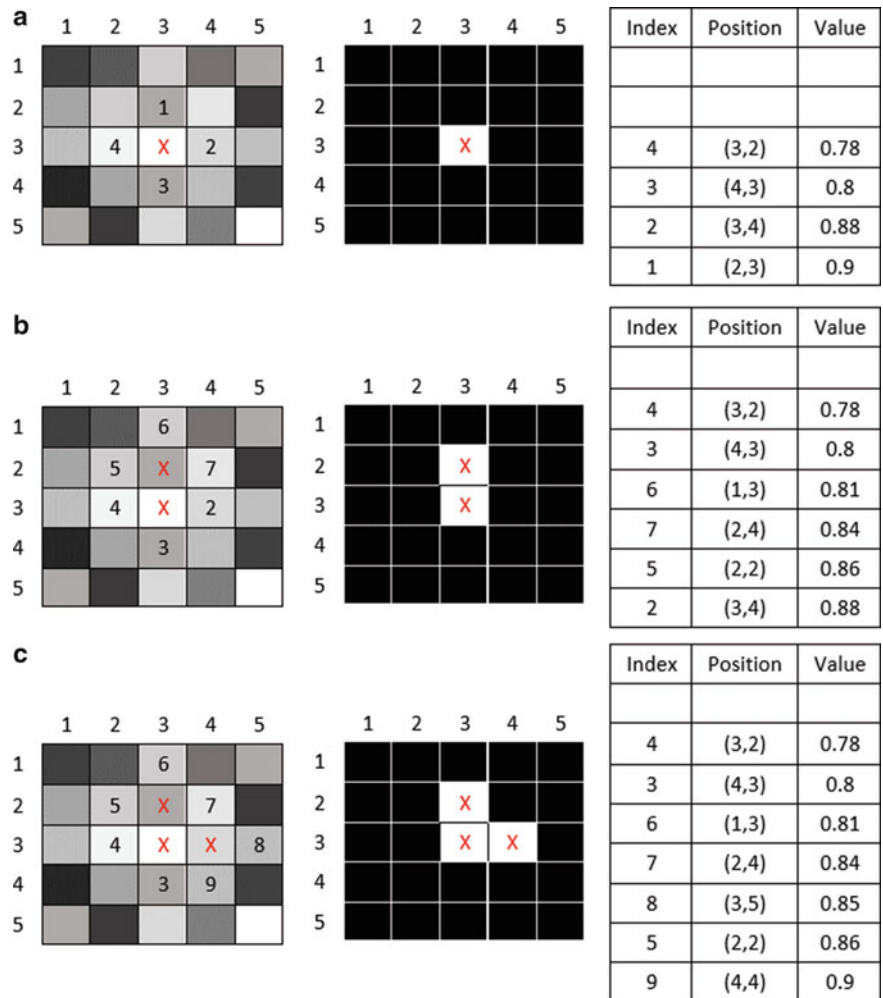 a
1 2 3 4 5
1
2 1
3 4 X 2
4 3
5
1 2 3 4 5
1
2
3 X
4
5
Index Position Value
4 (3,2) 0.78
3 (4,3) 0.8
2 (3,4) 0.88
1 (2,3) 0.9
b
1 2 3 4 5
1 6
2 5 X 7
3 4 X 2
4 3
5
1 2 3 4 5
1
2 X
3 X
4
5
Index Position Value
4 (3,2) 0.78
3 (4,3) 0.8
6 (1,3) 0.81
7 (2,4) 0.84
5 (2,2) 0.86
2 (3,4) 0.88
c
1 2 3 4 5
1 6
2 5 X 7
3 4 X X 8
4 3 9
5
1 2 3 4 5
1
2 X
3 X X
4
5
Index Position Value
4 (3,2) 0.78
3 (4,3) 0.8
6 (1,3) 0.81
7 (2,4) 0.84
8 (3,5) 0.85
5 (2,2) 0.86
9 (4,4) 0.9